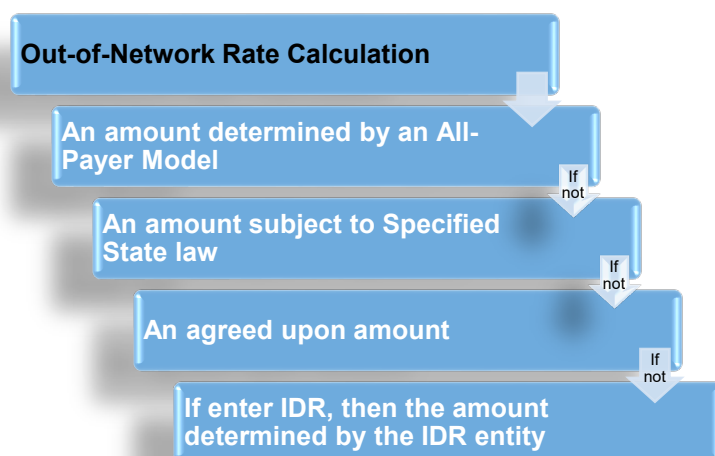 Out-of-Network Rate Calculation
An amount determined by an All-
Payer Model
If
not
An amount subject to Specified
State law
If
not
An agreed upon amount
If
not
If enter IDR, then the amount
determined by the IDR entity